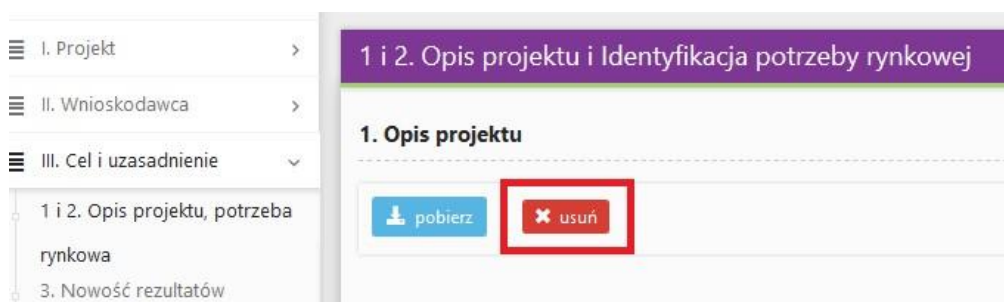 I. Projekt
II. Wnioskodawca
III. Cel i uzasadnienie
1 i 2. Opis projektu, potrzeba
rynkowa
3. Nowość rezultatów
1 i 2. Opis projektu i Identyfikacja potrzeby rynkowej
1. Opis projektu
pobierz
usuń